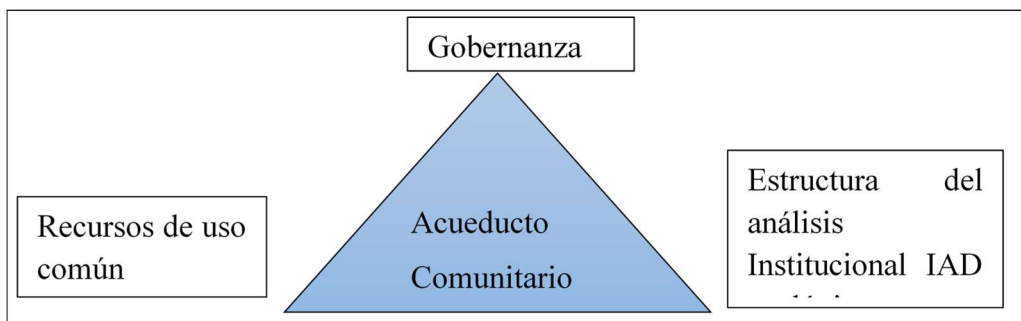 Gobernanza
Recursos de uso
común
Acueducto
Comunitario
Estructura del
análisis
Institucional IAD